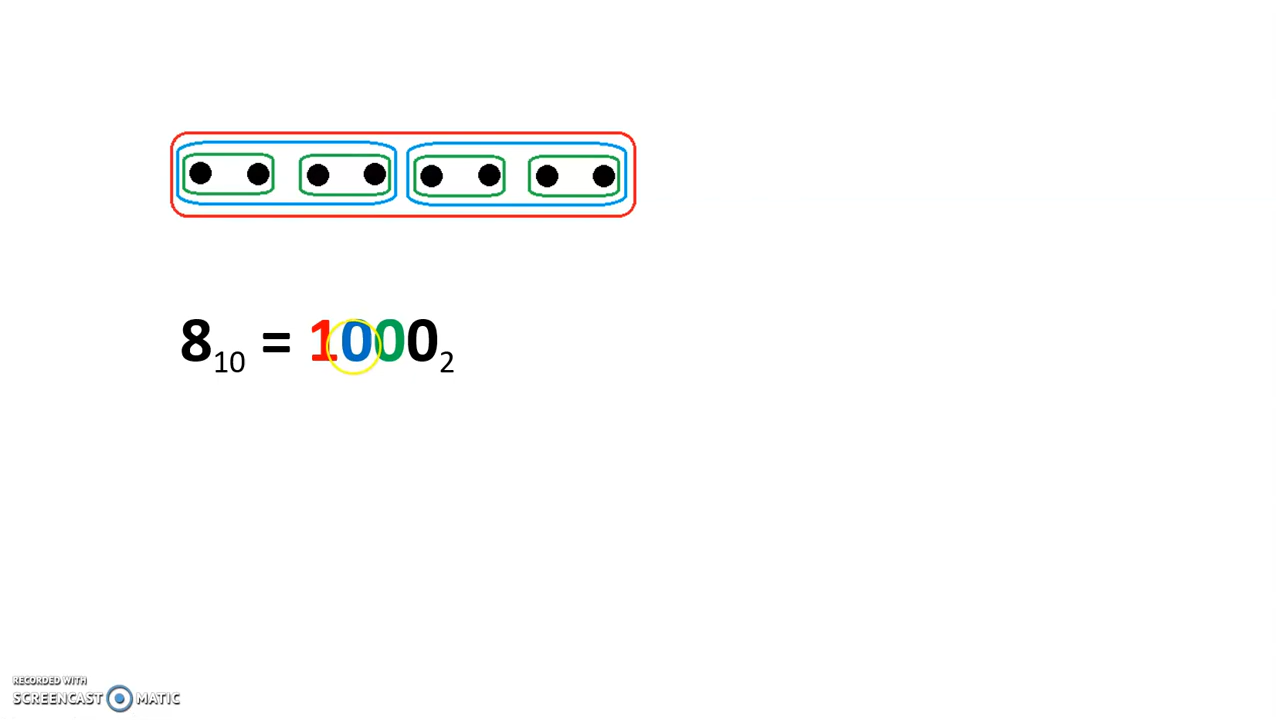 8₁₀ = 1000₂
RECORDED WITH
SCREENCAST MATIC